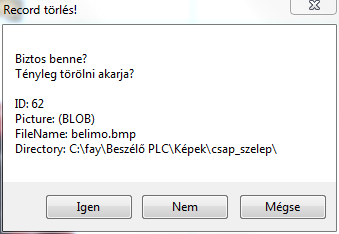 Record törlés!
Biztos benne?
Tényleg törölni akarja?
ID: 62
Picture: (BLOB)
FileName: belimo.bmp
Directory: C:\fay\Beszélő PLC\Képek\csap_szelep\
Igen
Nem
Mégse